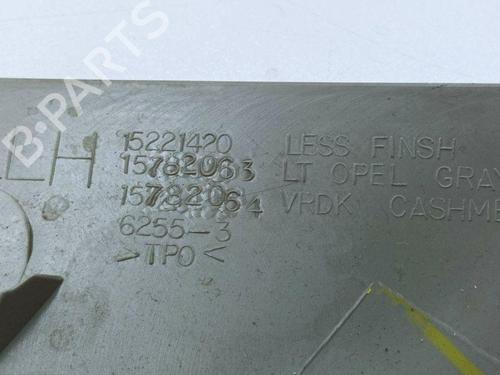 B-PARTS
LH
15221420 LESS FINSH
15782063 LT OPEL GRAY
15782064 VRDK CASHME
6255-3
>TPO<